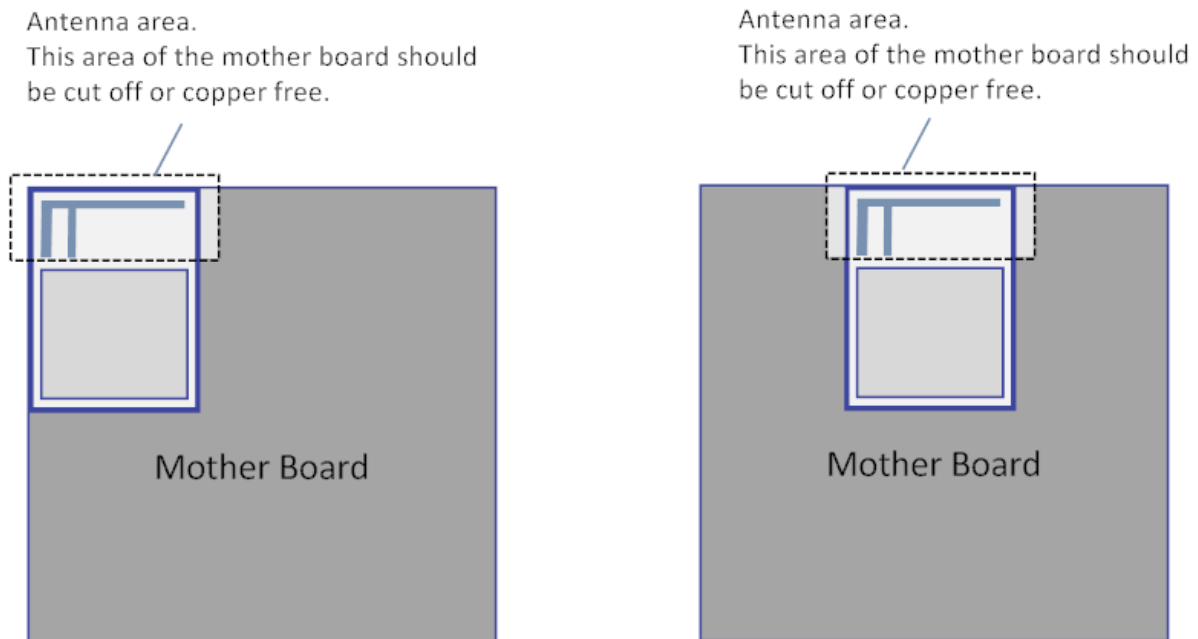 Antenna area.
This area of the mother board should
be cut off or copper free.
Antenna area.
This area of the mother board should
be cut off or copper free.
Mother Board
Mother Board